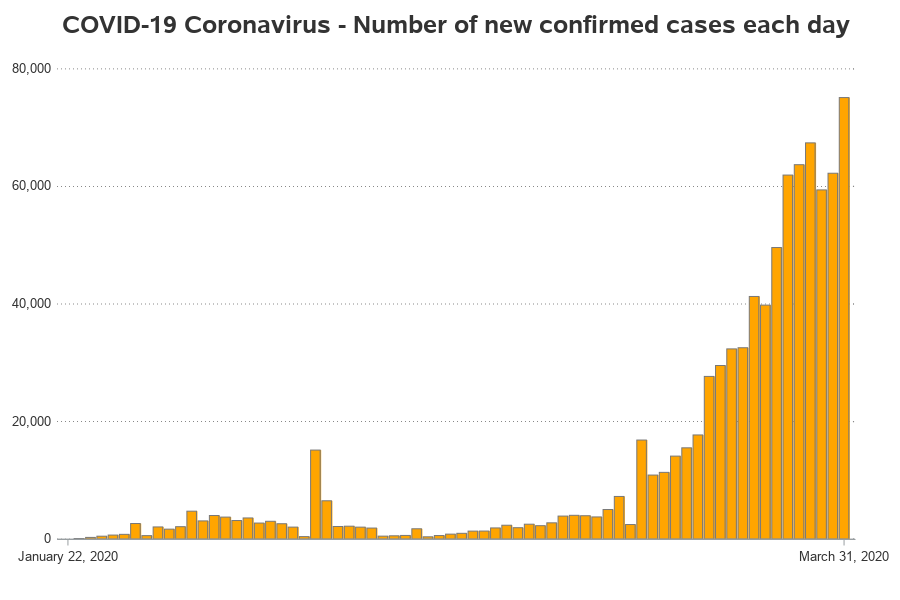 COVID-19 Coronavirus - Number of new confirmed cases each day
80,000
60,000
40,000
20,000
0
January 22, 2020
March 31, 2020